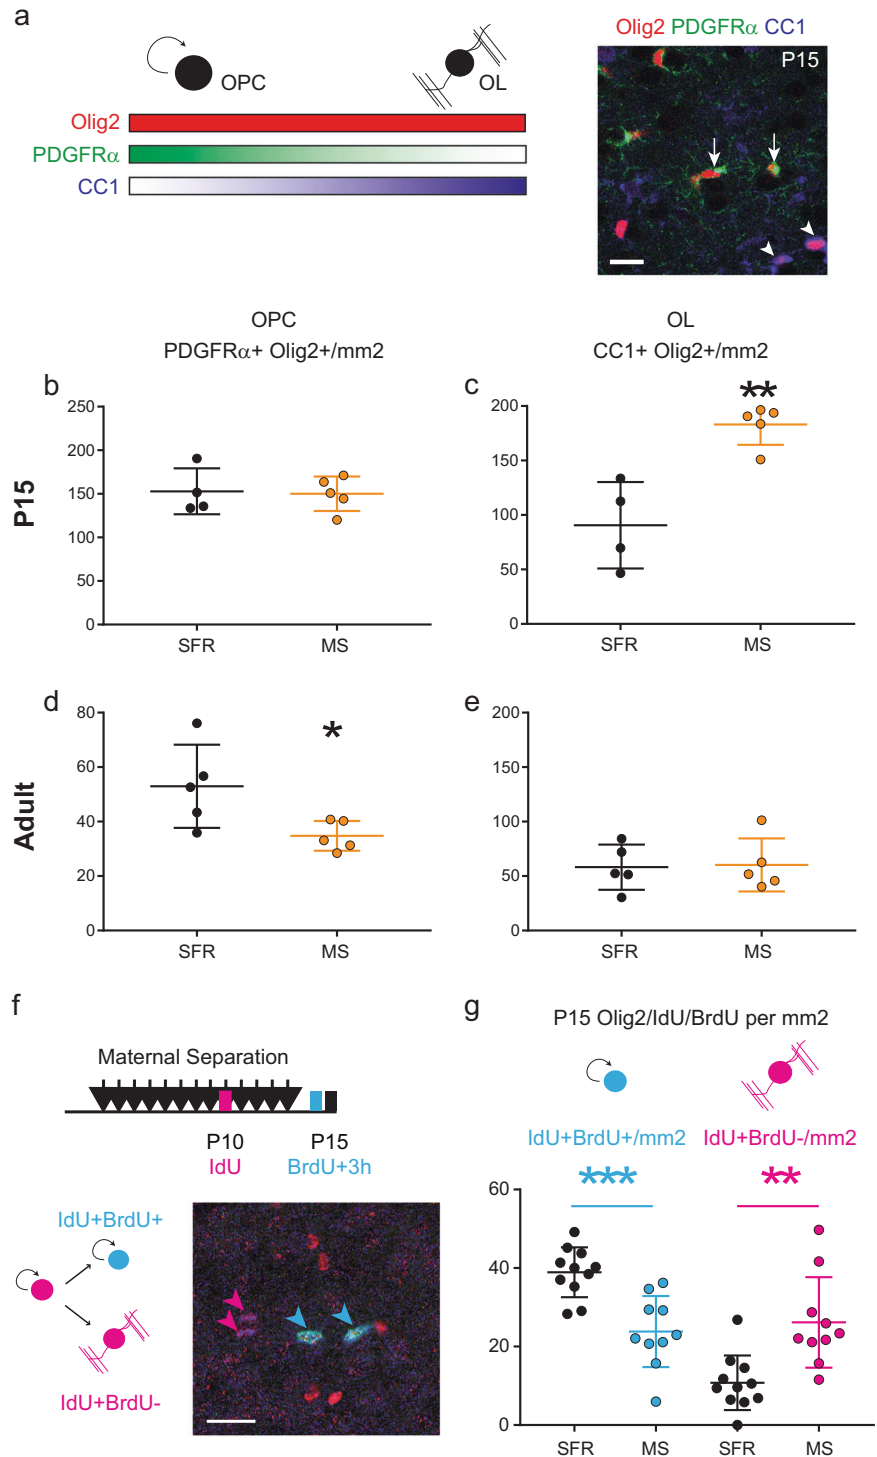 a
Olig2 PDGFRα CC1
P15
OPC
OL
Olig2
PDGFRα
CC1
OPC
PDGFRα+ Olig2+/mm2
OL
CC1+ Olig2+/mm2
b
250
200
150
100
50
0
SFR
MS
P15
c
**
200
150
100
50
0
SFR
MS
d
80
60
40
20
0
*
SFR
MS
Adult
e
200
150
100
50
0
SFR
MS
f
Maternal Separation
P10
P15
IdU
BrdU+3h
IdU+BrdU+
IdU+BrdU-
g
P15 Olig2/IdU/BrdU per mm2
IdU+BrdU+/mm2
IdU+BrdU-/mm2
***
**
60
40
20
0
SFR
MS
SFR
MS